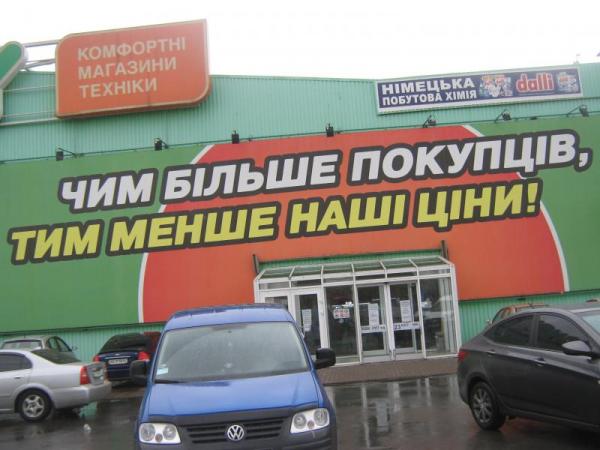 КОМФОРТНІ
МАГАЗИНИ
ТЕХНІКИ
НІМЕЦЬКА
ПОБУТОВА ХІМІЯ
dalli
ЧИМ БІЛЬШЕ ПОКУПЦІВ,
ТИМ МЕНШЕ НАШІ ЦІНИ!